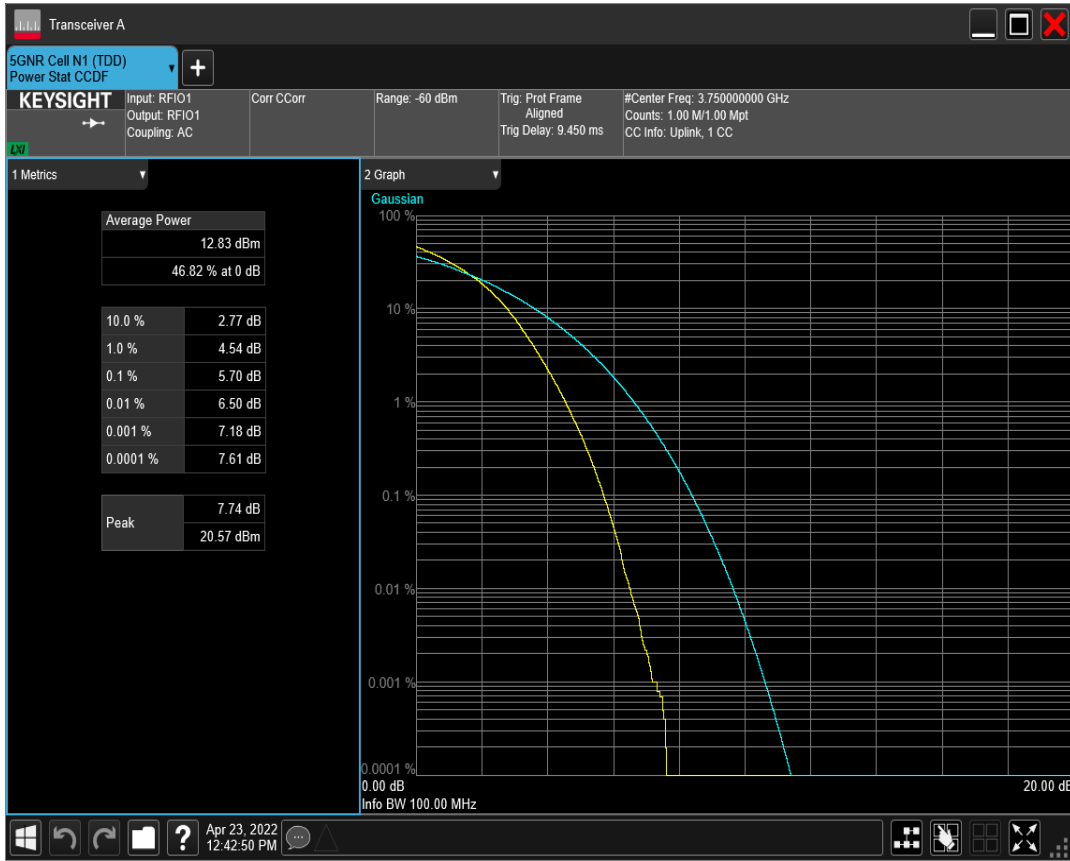 Transceiver A
5GNR Cell N1 (TDD)
Power Stat CCDF
+
KEYSIGHT
LXI
Input: RFIO1
Output: RFIO1
Coupling: AC
Corr CCorr
Range: -60 dBm
Trig: Prot Frame
Aligned
Trig Delay: 9.450 ms
#Center Freq: 3.750000000 GHz
Counts: 1.00 M/1.00 Mpt
CC Info: Uplink, 1 CC
1 Metrics
Average Power
12.83 dBm
46.82 % at 0 dB
10.0 % 2.77 dB
1.0 % 4.54 dB
0.1 % 5.70 dB
0.01 % 6.50 dB
0.001 % 7.18 dB
0.0001 % 7.61 dB
Peak 7.74 dB
20.57 dBm
2 Graph
Gaussian
100 %
10 %
1 %
0.1 %
0.01 %
0.001 %
0.0001 %
0.00 dB 20.00 dB
Info BW 100.00 MHz
? Apr 23, 2022
12:42:50 PM